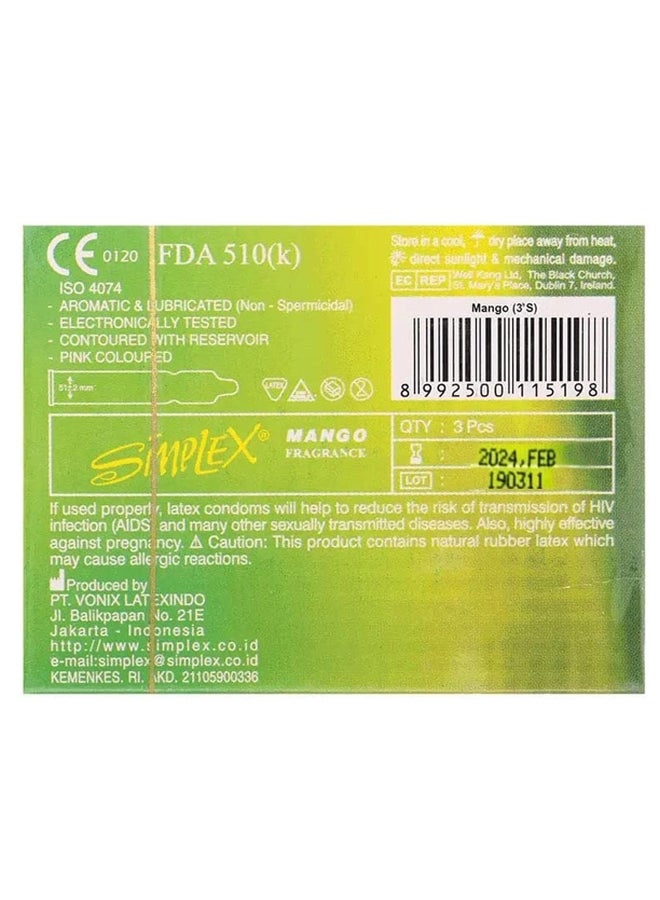 CE 0120 FDA 510(k)
ISO 4074
- AROMATIC & LUBRICATED (Non - Spermicidal)
- ELECTRONICALLY TESTED
- CONTOURED WITH RESERVOIR
- PINK COLOURED
51±2 mm
LATEX
Store in a cool, dry place away from heat,
direct sunlight & mechanical damage.
EC REP Well Kang Ltd, The Black Church,
St. Mary's Place, Dublin 7, Ireland.
Mango (3'S)
8 992500 115198
SiMPLEX® MANGO
FRAGRANCE
QTY : 3 Pcs
: 2024,FEB
LOT : 190311
If used properly, latex condoms will help to reduce the risk of transmission of HIV
infection (AIDS) and many other sexually transmitted diseases. Also, highly effective
against pregnancy. ⚠ Caution: This product contains natural rubber latex which
may cause allergic reactions.
Produced by
PT. VONIX LATEXINDO
Jl. Balikpapan No. 21E
Jakarta - Indonesia
http://www.simplex.co.id
e-mail:simplex@simplex.co.id
KEMENKES. RI. AKD. 21105900336